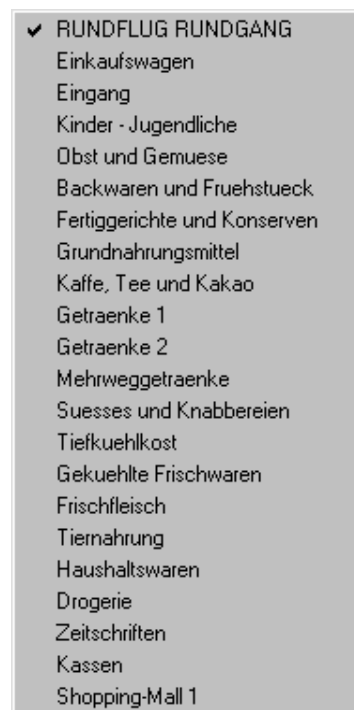 RUNDFLUG RUNDGANG
Einkaufswagen
Eingang
Kinder - Jugendliche
Obst und Gemuese
Backwaren und Fruehstueck
Fertiggerichte und Konserven
Grundnahrungsmittel
Kaffe, Tee und Kakao
Getraenke 1
Getraenke 2
Mehrweggetraenke
Suesses und Knabbereien
Tiefkuehlkost
Gekuehlte Frischwaren
Frischfleisch
Tiernahrung
Haushaltswaren
Drogerie
Zeitschriften
Kassen
Shopping-Mall 1